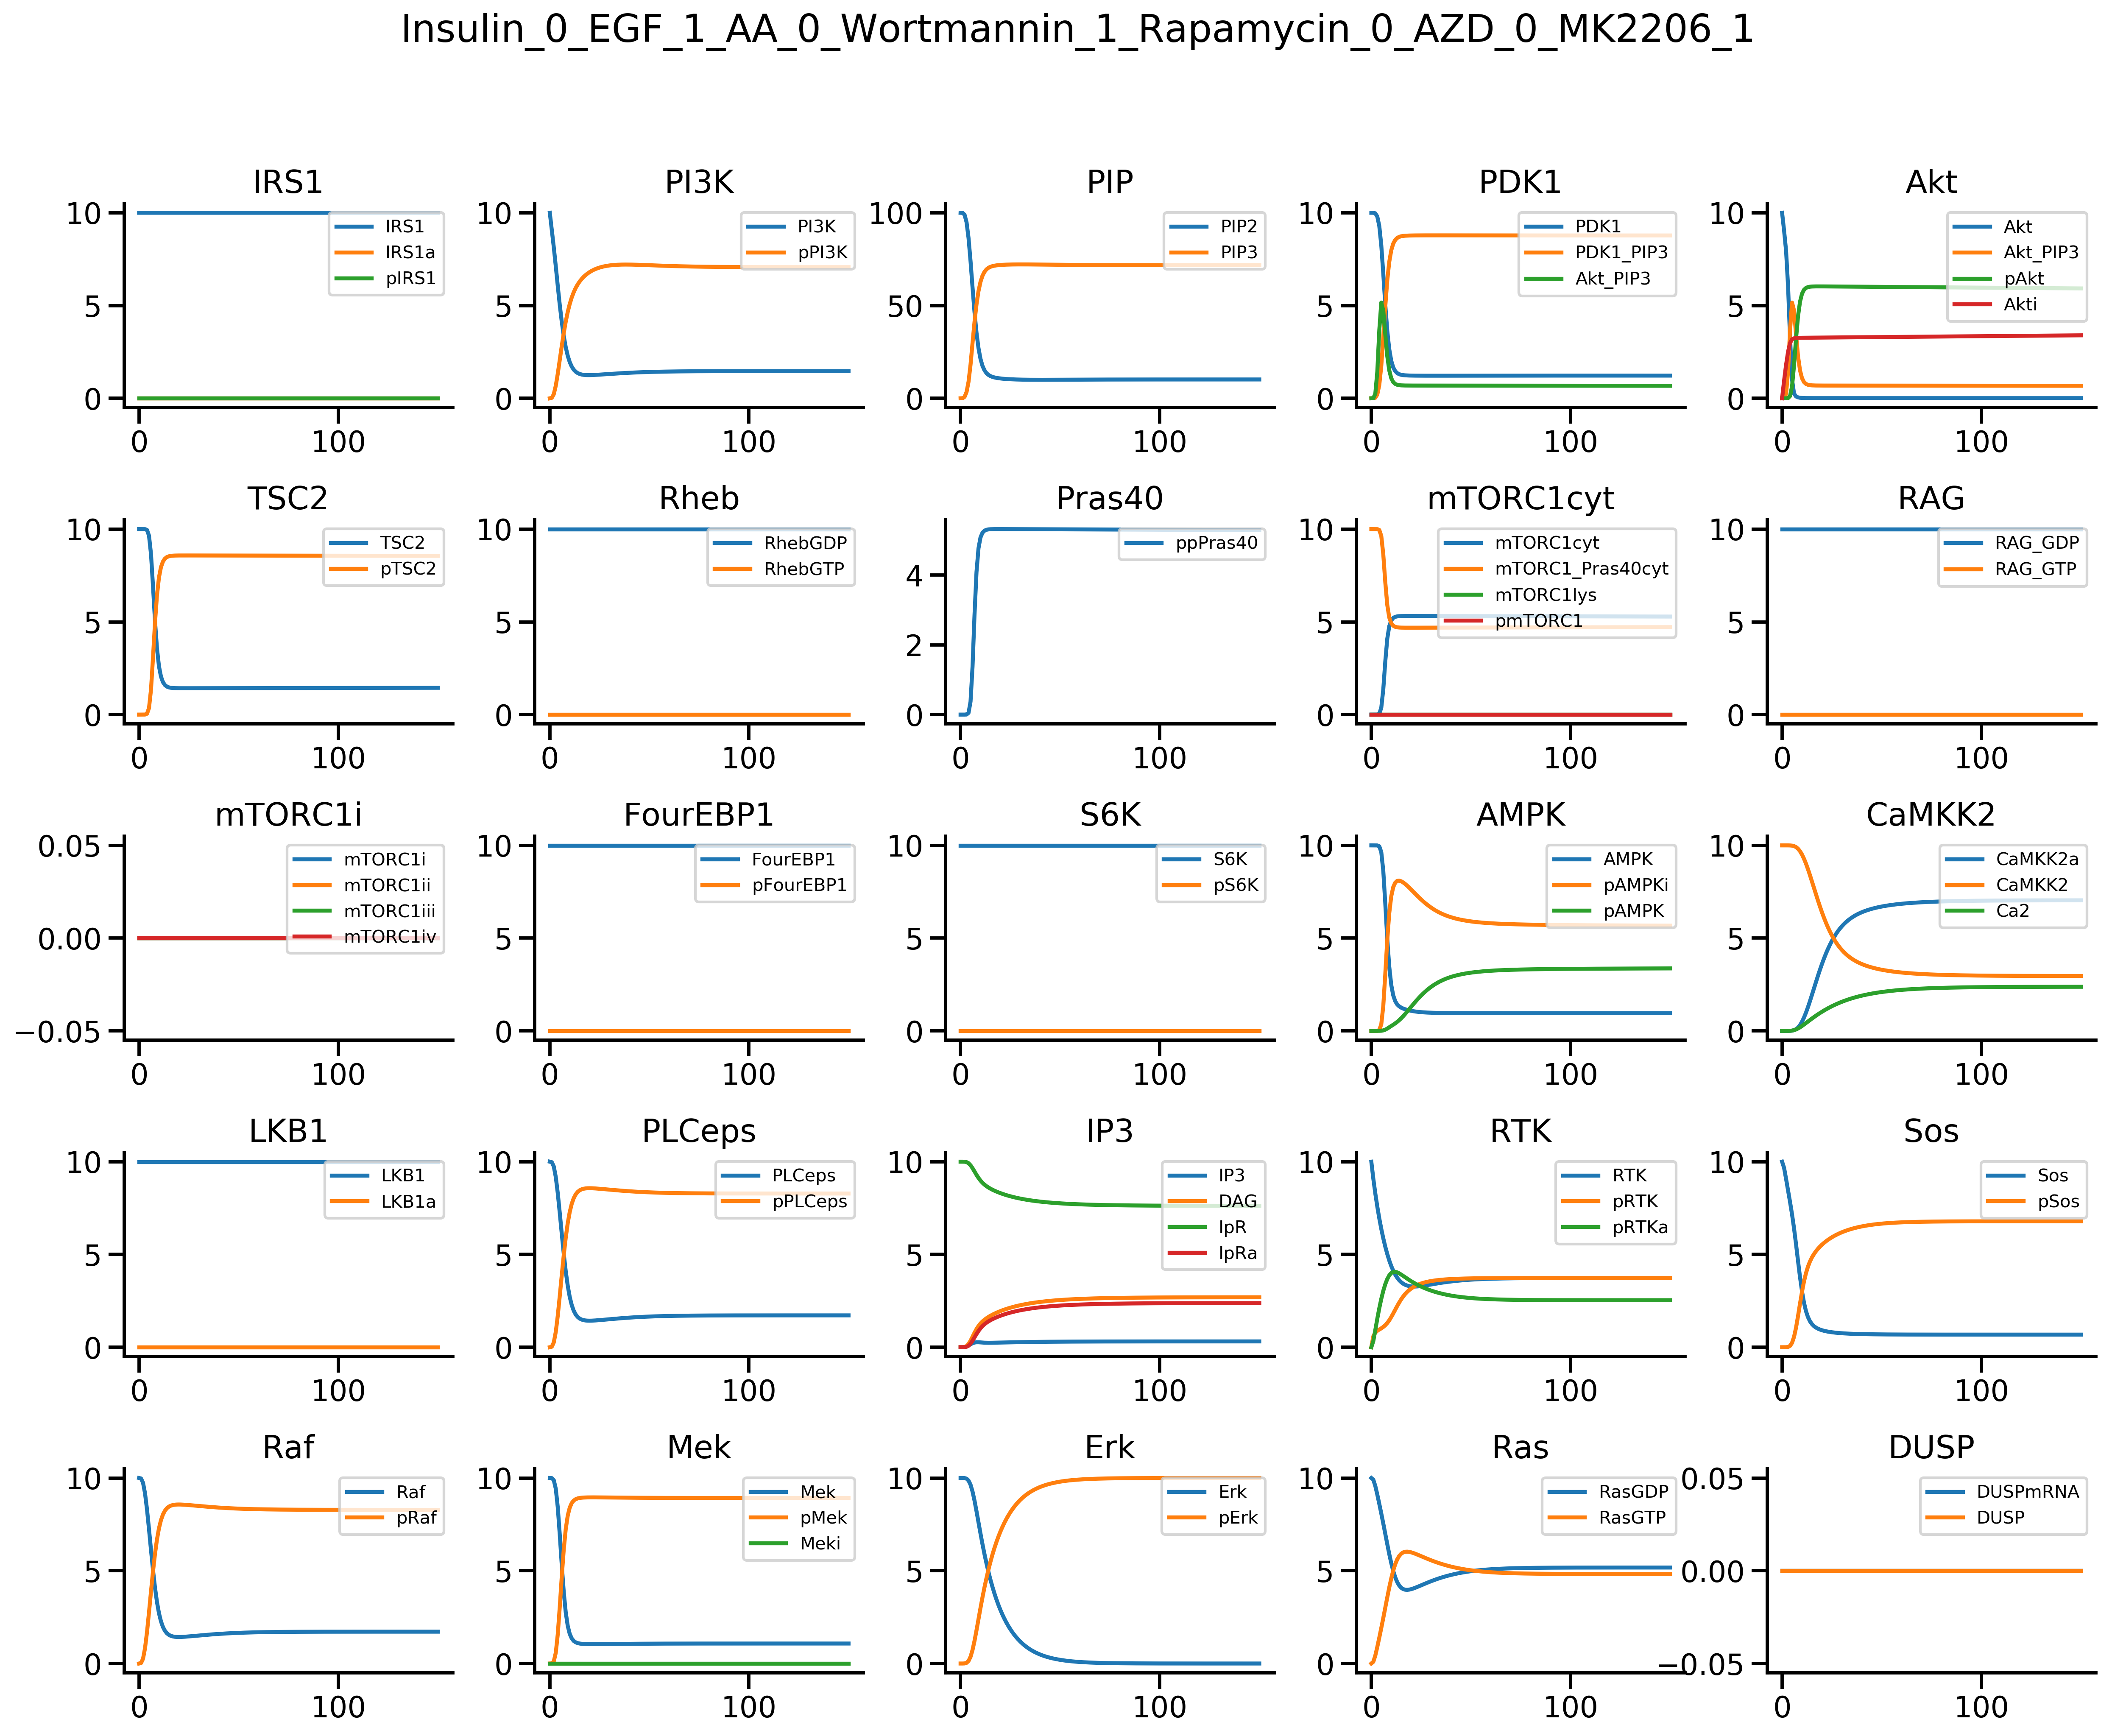 Insulin_0_EGF_1_AA_0_Wortmannin_1_Rapamycin_0_AZD_0_MK2206_1
IRS1
10
5
0
0
100
IRS1
IRS1a
pIRS1
PI3K
10
5
0
0
100
PI3K
pPI3K
PIP
100
50
0
0
100
PIP2
PIP3
PDK1
10
5
0
0
100
PDK1
PDK1_PIP3
Akt_PIP3
Akt
10
5
0
0
100
Akt
Akt_PIP3
pAkt
Akti
TSC2
10
5
0
0
100
TSC2
pTSC2
Rheb
10
5
0
0
100
RhebGDP
RhebGTP
Pras40
4
2
0
0
100
ppPras40
mTORC1cyt
10
5
0
0
100
mTORC1cyt
mTORC1_Pras40cyt
mTORC1lys
pmTORC1
RAG
10
5
0
0
100
RAG_GDP
RAG_GTP
mTORC1i
0.05
0.00
−0.05
0
100
mTORC1i
mTORC1ii
mTORC1iii
mTORC1iv
FourEBP1
10
5
0
0
100
FourEBP1
pFourEBP1
S6K
10
5
0
0
100
S6K
pS6K
AMPK
10
5
0
0
100
AMPK
pAMPKi
pAMPK
CaMKK2
10
5
0
0
100
CaMKK2a
CaMKK2
Ca2
LKB1
10
5
0
0
100
LKB1
LKB1a
PLCeps
10
5
0
0
100
PLCeps
pPLCeps
IP3
10
5
0
0
100
IP3
DAG
IpR
IpRa
RTK
10
5
0
0
100
RTK
pRTK
pRTKa
Sos
10
5
0
0
100
Sos
pSos
Raf
10
5
0
0
100
Raf
pRaf
Mek
10
5
0
0
100
Mek
pMek
Meki
Erk
10
5
0
0
100
Erk
pErk
Ras
10
5
0
0
100
RasGDP
RasGTP
DUSP
0.05
0.00
−0.05
0
100
DUSPmRNA
DUSP